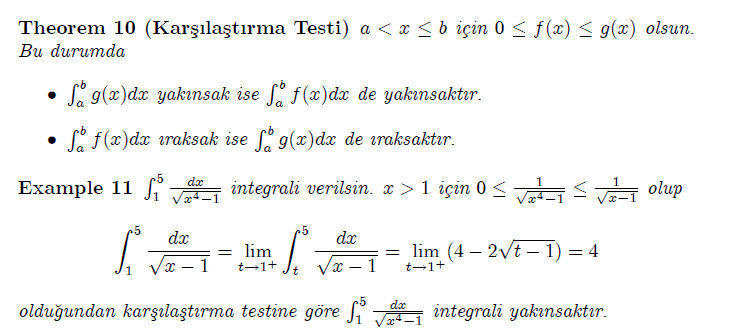 Theorem 10 (Karşılaştırma Testi) a < x ≤ b için 0 ≤ f(x) ≤ g(x) olsun.
Bu durumda
• ∫_a^b g(x)dx yakınsak ise ∫_a^b f(x)dx de yakınsaktır.
• ∫_a^b f(x)dx ıraksak ise ∫_a^b g(x)dx de ıraksaktır.
Example 11 ∫_1^5 dx/√(x^4−1) integrali verilsin. x > 1 için 0 ≤ 1/√(x^4−1) ≤ 1/√(x−1) olup
∫_1^5 dx/√(x − 1) = lim_{t→1+} ∫_t^5 dx/√(x − 1) = lim_{t→1+} (4 − 2√(t − 1)) = 4
olduğundan karşılaştırma testine göre ∫_1^5 dx/√(x^4−1) integrali yakınsaktır.